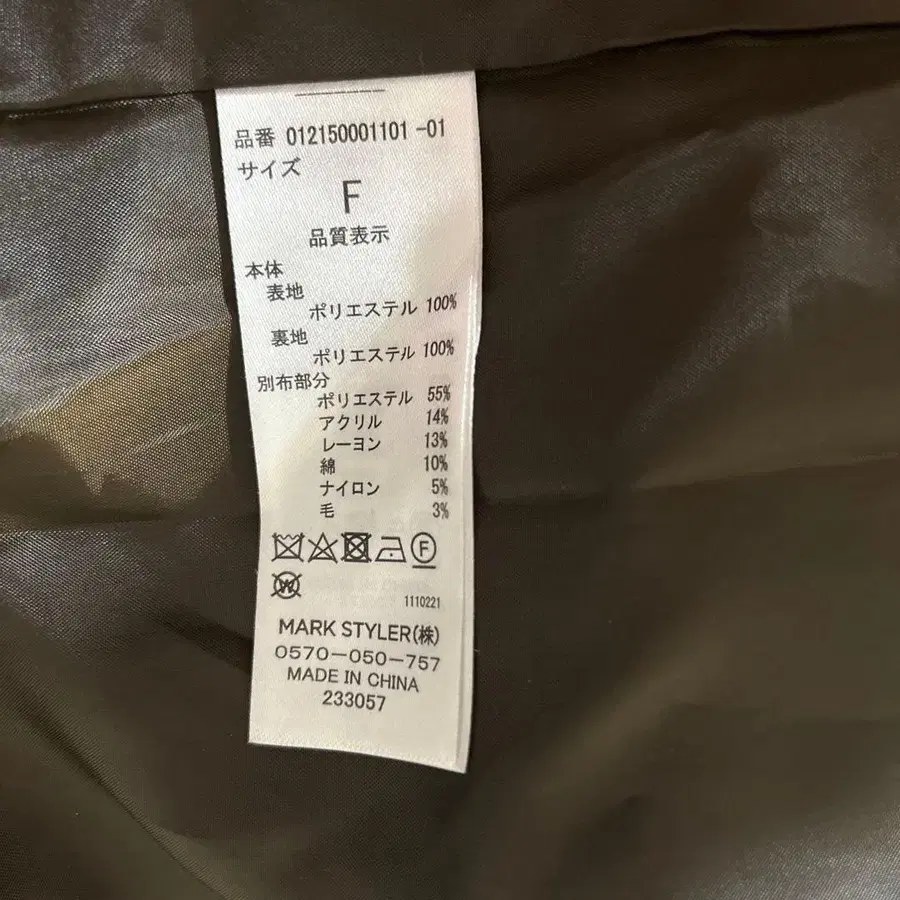 品番 012150001101-01
サイズ
F
品質表示
本体
表地
ポリエステル 100%
裏地
ポリエステル 100%
別布部分
ポリエステル 55%
アクリル 14%
レーヨン 13%
綿 10%
ナイロン 5%
毛 3%
F
W
1110221
MARK STYLER(株)
0570-050-757
MADE IN CHINA
233057